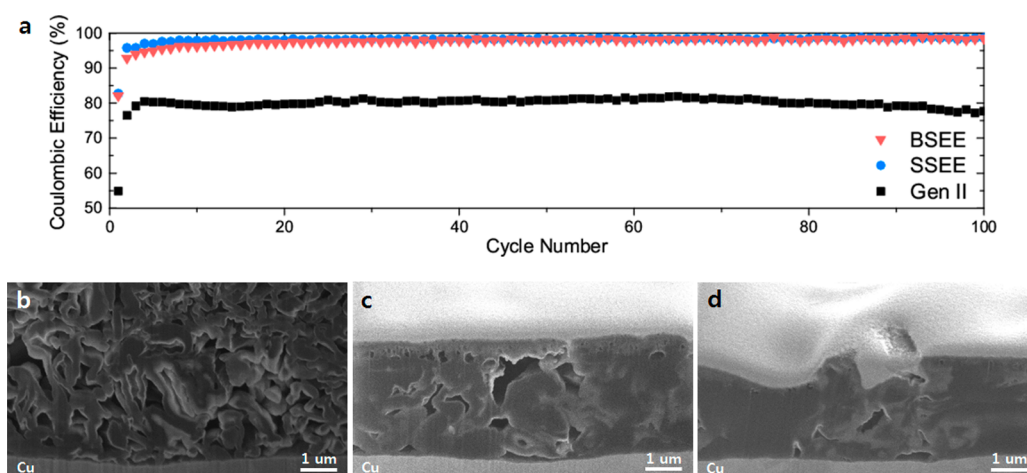 a
Coulombic Efficiency (%)
100
90
80
70
60
50
BSEE
SSEE
Gen II
0
20
40
60
80
100
Cycle Number
b
Cu
1 um
c
Cu
1 um
d
Cu
1 um